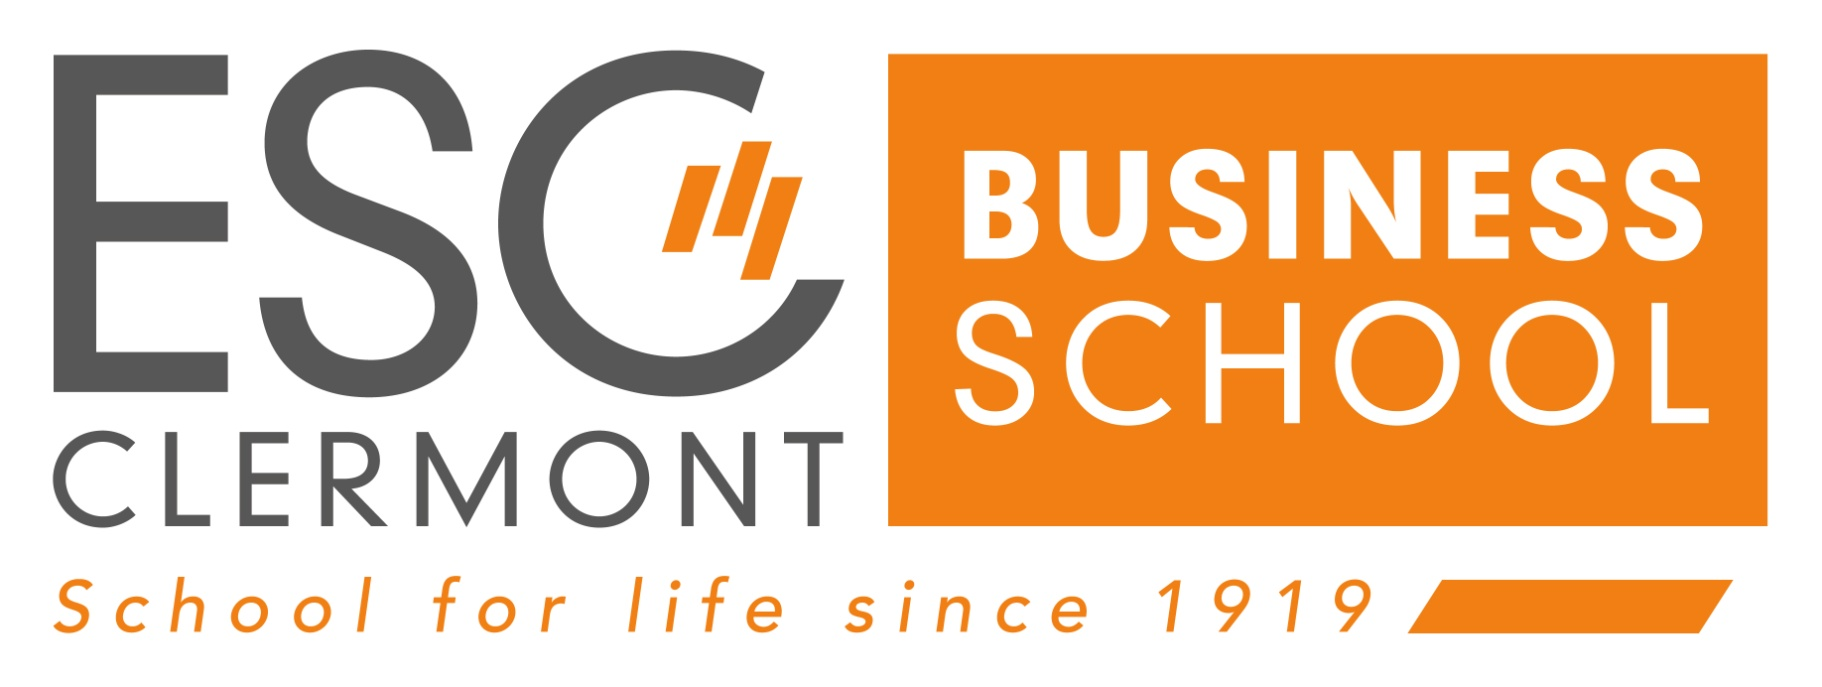 ESC
CLERMONT
BUSINESS
SCHOOL
School for life since 1919